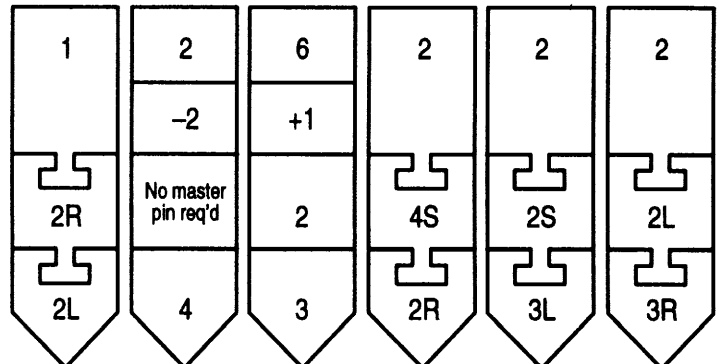 1 2 6 2 2 2
–2 +1
2R No master pin req'd 2 4S 2S 2L
2L 4 3 2R 3L 3R